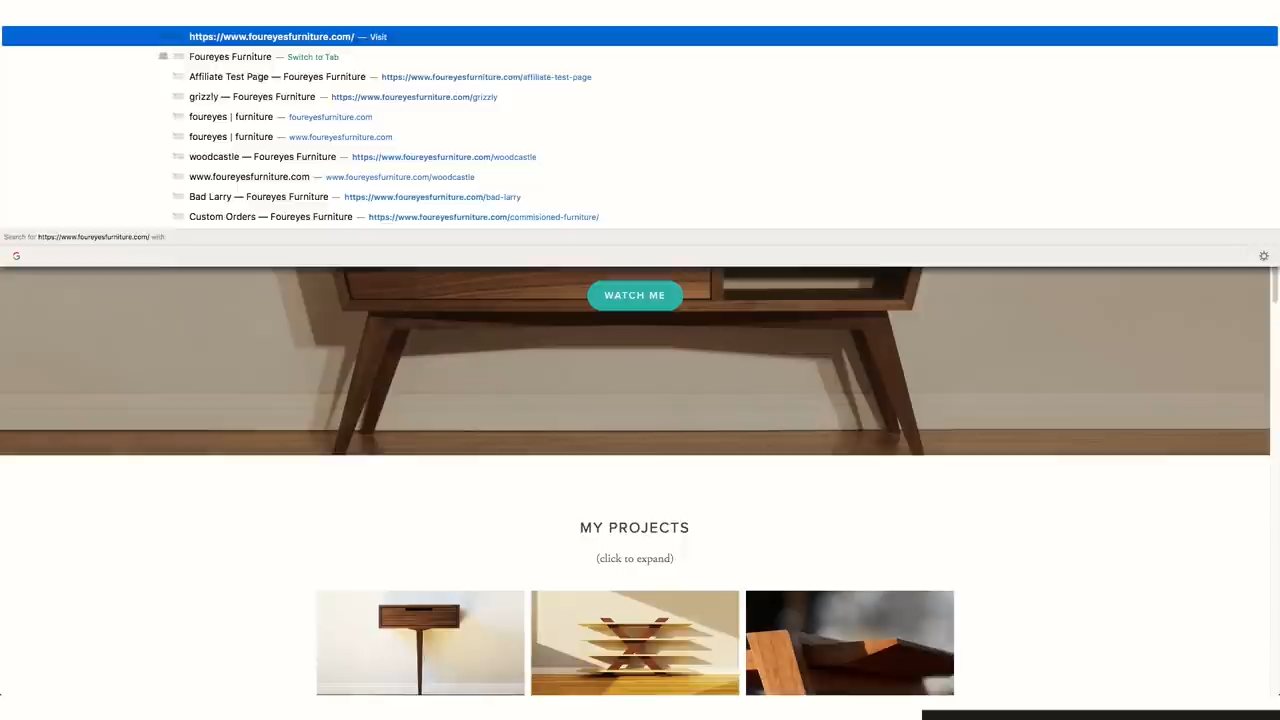 https://www.foureyesfurniture.com/ — Visit
Foureyes Furniture — Switch to Tab
Affiliate Test Page — Foureyes Furniture — https://www.foureyesfurniture.com/affiliate-test-page
grizzly — Foureyes Furniture — https://www.foureyesfurniture.com/grizzly
foureyes | furniture — foureyesfurniture.com
foureyes | furniture — www.foureyesfurniture.com
woodcastle — Foureyes Furniture — https://www.foureyesfurniture.com/woodcastle
www.foureyesfurniture.com — www.foureyesfurniture.com/woodcastle
Bad Larry — Foureyes Furniture — https://www.foureyesfurniture.com/bad-larry
Custom Orders — Foureyes Furniture — https://www.foureyesfurniture.com/commisioned-furniture/
Search for https://www.foureyesfurniture.com/ with:
G
WATCH ME
MY PROJECTS
(click to expand)